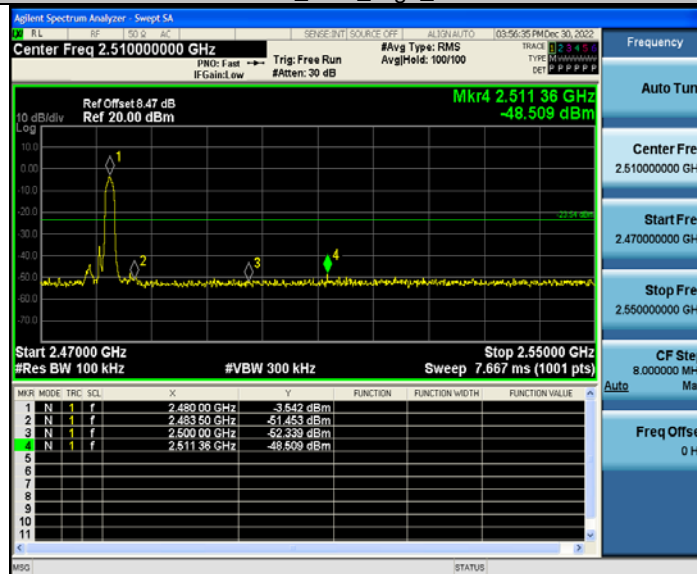 Agilent Spectrum Analyzer - Swept SA
RL RF 50 Ω AC SENSE:INT SOURCE OFF ALIGN AUTO 03:56:35 PM Dec 30, 2022
Center Freq 2.510000000 GHz
#Avg Type: RMS
TRACE 1 2 3 4 5 6
PNO: Fast Trig: Free Run Avg|Hold: 100/100
TYPE M W W W W W
IFGain:Low #Atten: 30 dB
DET P P P P P P
Mkr4 2.511 36 GHz
-48.509 dBm
Ref Offset 8.47 dB
10 dB/div Ref 20.00 dBm
Log
10.0
0.00
-10.0
-20.0
-30.0
-40.0
-50.0
-60.0
-70.0
1
2
3
4
-23.54 dBm
Start 2.47000 GHz Stop 2.55000 GHz
#Res BW 100 kHz #VBW 300 kHz Sweep 7.667 ms (1001 pts)
MKR MODE TRC SCL X Y FUNCTION FUNCTION WIDTH FUNCTION VALUE
1 N 1 f 2.480 00 GHz -3.542 dBm
2 N 1 f 2.483 50 GHz -51.453 dBm
3 N 1 f 2.500 00 GHz -52.339 dBm
4 N 1 f 2.511 36 GHz -48.509 dBm
5
6
7
8
9
10
11
MSG STATUS
Frequency
Auto Tun
Center Fre
2.510000000 GH
Start Fre
2.470000000 GH
Stop Fre
2.550000000 GH
CF Ste
8.000000 MH
Auto Ma
Freq Offse
0 H